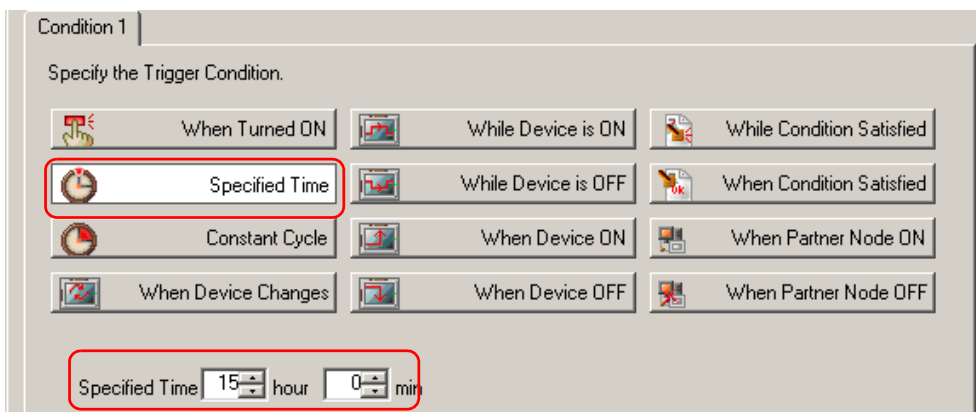 Condition 1
Specify the Trigger Condition.
When Turned ON While Device is ON While Condition Satisfied
Specified Time While Device is OFF When Condition Satisfied
Constant Cycle When Device ON When Partner Node ON
When Device Changes When Device OFF When Partner Node OFF
Specified Time 15 hour 0 min